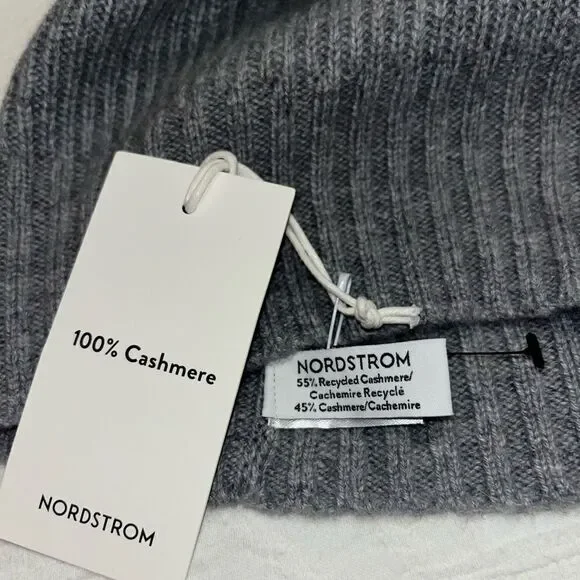 100% Cashmere
NORDSTROM
NORDSTROM
55% Recycled Cashmere/
Cachemire Recyclé
45% Cashmere/Cachemire